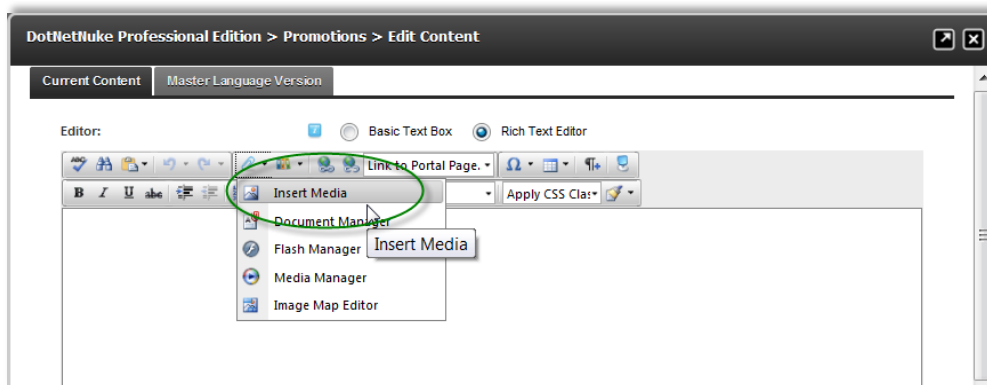 DotNetNuke Professional Edition > Promotions > Edit Content
Current Content Master Language Version
Editor: Basic Text Box Rich Text Editor
ABC Link to Portal Page. Ω
B I U abc Apply CSS Clas
Insert Media
Document Manager
Insert Media
Flash Manager
Media Manager
Image Map Editor